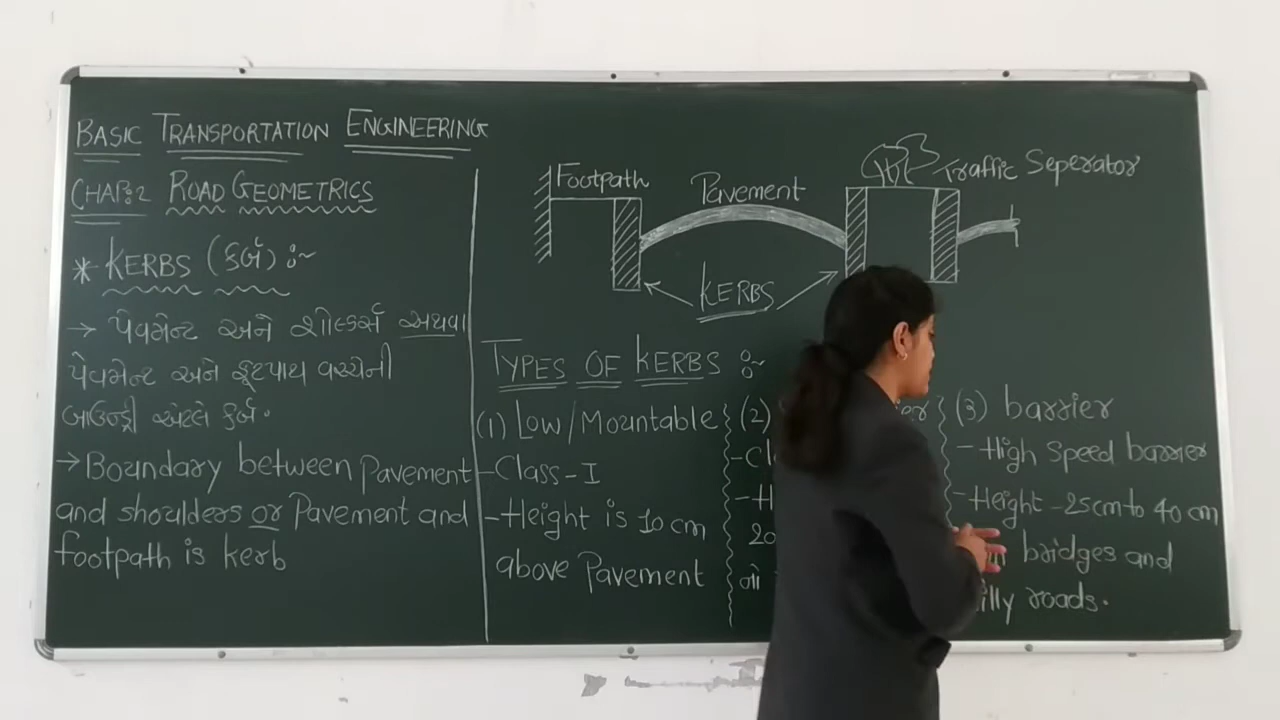 BASIC TRANSPORTATION ENGINEERING
CHAP:2 ROAD GEOMETRICS
* KERBS (કર્બ) :~
→ પેવમેન્ટ અને શોલ્ડર્સ અથવા
પેવમેન્ટ અને ફૂટપાથ વચ્ચેની
બાઉન્ડ્રી એટલે કર્બ.
→ Boundary between Pavement
and shoulders or Pavement and
footpath is kerb
Footpath
Pavement
Traffic Seperator
KERBS
TYPES OF KERBS :~
(1) Low/Mountable
- Class-I
- Height is 10 cm
above Pavement
(2)
(3) barrier
- High Speed barrier
- Height - 25cm to 40 cm
bridges and
roads.